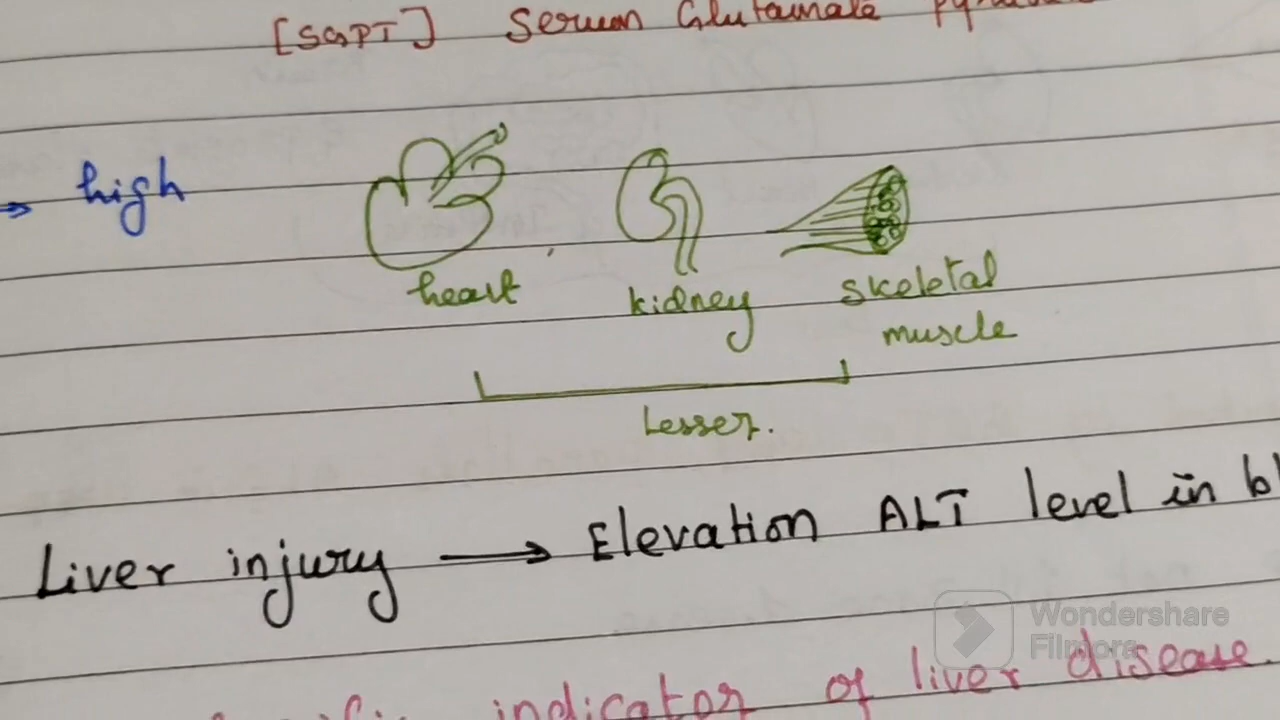 [SGPT] Serum Glutamate
→ high
heart
kidney
skeletal
muscle
Lesser.
Liver injury → Elevation ALT level in bl
indicator of liver disease.
Wondershare
Filmora